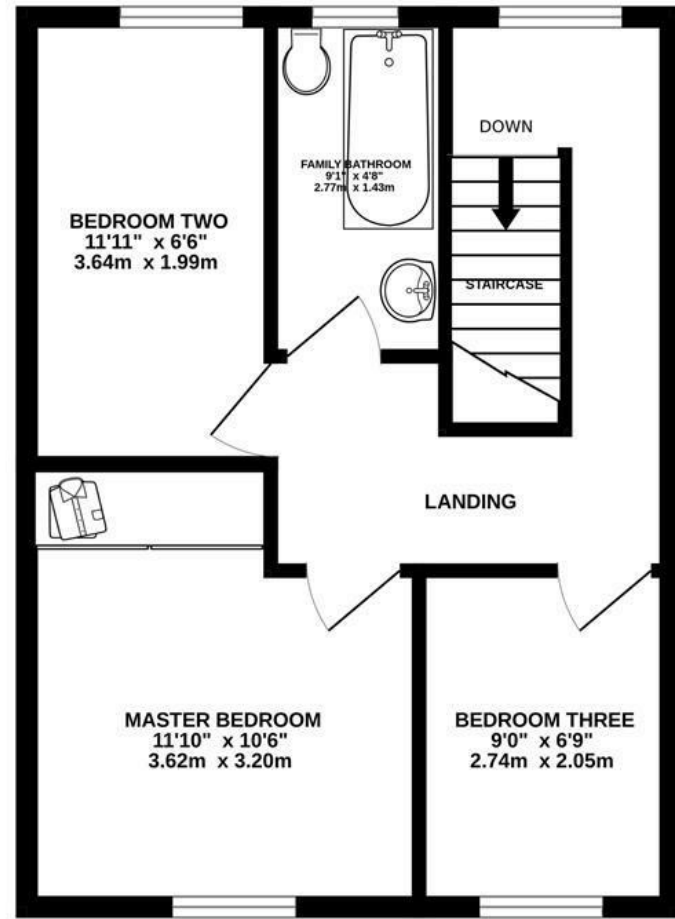 DOWN
FAMILY BATHROOM
9'1" x 4'8"
2.77m x 1.43m
BEDROOM TWO
11'11" x 6'6"
3.64m x 1.99m
STAIRCASE
LANDING
MASTER BEDROOM
11'10" x 10'6"
3.62m x 3.20m
BEDROOM THREE
9'0" x 6'9"
2.74m x 2.05m